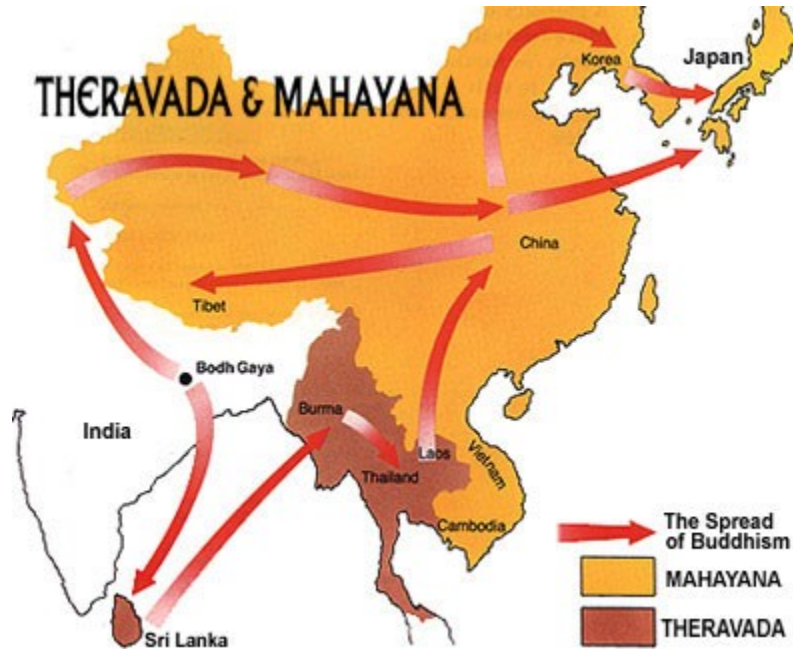 THERAVADA & MAHAYANA
Korea
Japan
China
Tibet
Bodh Gaya
India
Burma
Laos
Thailand
Vietnam
Cambodia
Sri Lanka
The Spread
of Buddhism
MAHAYANA
THERAVADA